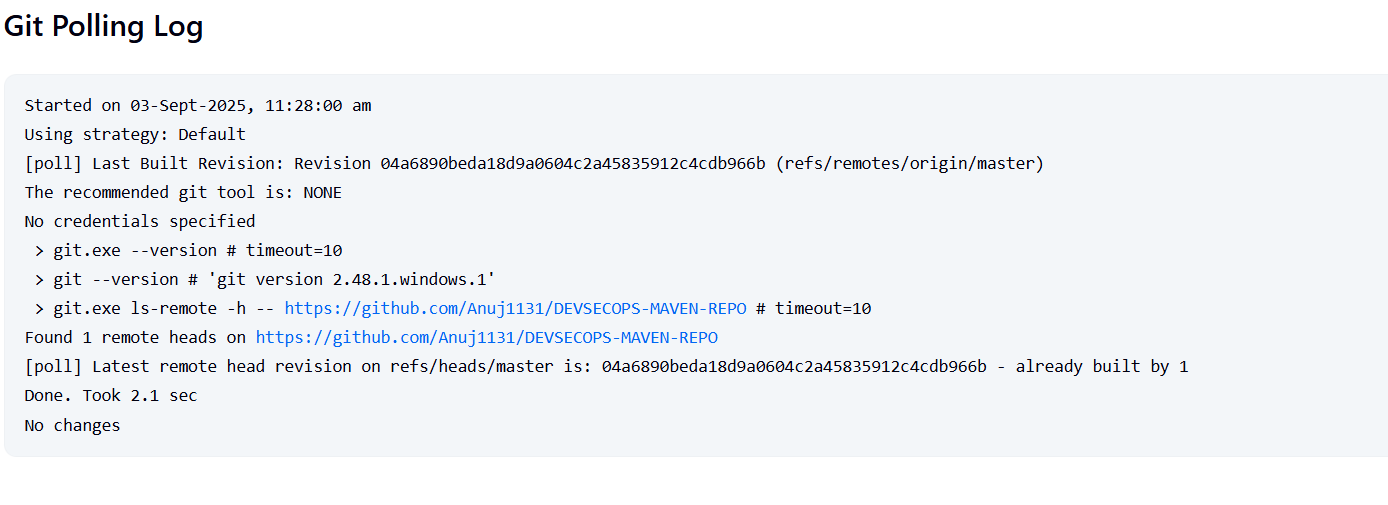 Git Polling Log
Started on 03-Sept-2025, 11:28:00 am
Using strategy: Default
[poll] Last Built Revision: Revision 04a6890beda18d9a0604c2a45835912c4cdb966b (refs/remotes/origin/master)
The recommended git tool is: NONE
No credentials specified
 > git.exe --version # timeout=10
 > git --version # 'git version 2.48.1.windows.1'
 > git.exe ls-remote -h -- https://github.com/Anuj1131/DEVSECOPS-MAVEN-REPO # timeout=10
Found 1 remote heads on https://github.com/Anuj1131/DEVSECOPS-MAVEN-REPO
[poll] Latest remote head revision on refs/heads/master is: 04a6890beda18d9a0604c2a45835912c4cdb966b - already built by 1
Done. Took 2.1 sec
No changes